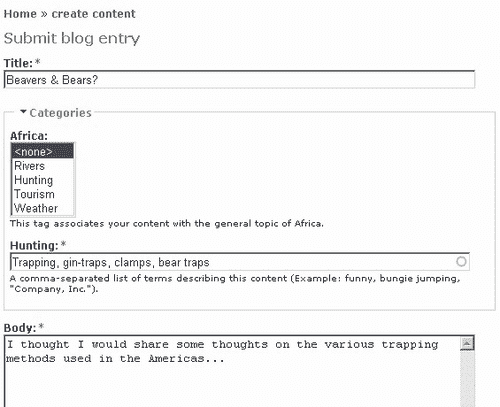 Home » create content
Submit blog entry
Title: *
Beavers & Bears?
Categories
Africa:
<none>
Rivers
Hunting
Tourism
Weather
This tag associates your content with the general topic of Africa.
Hunting: *
Trapping, gin-traps, clamps, bear traps
A comma-separated list of terms describing this content (Example: funny, bungie jumping,
"Company, Inc.").
Body: *
I thought I would share some thoughts on the various trapping
methods used in the Americas...